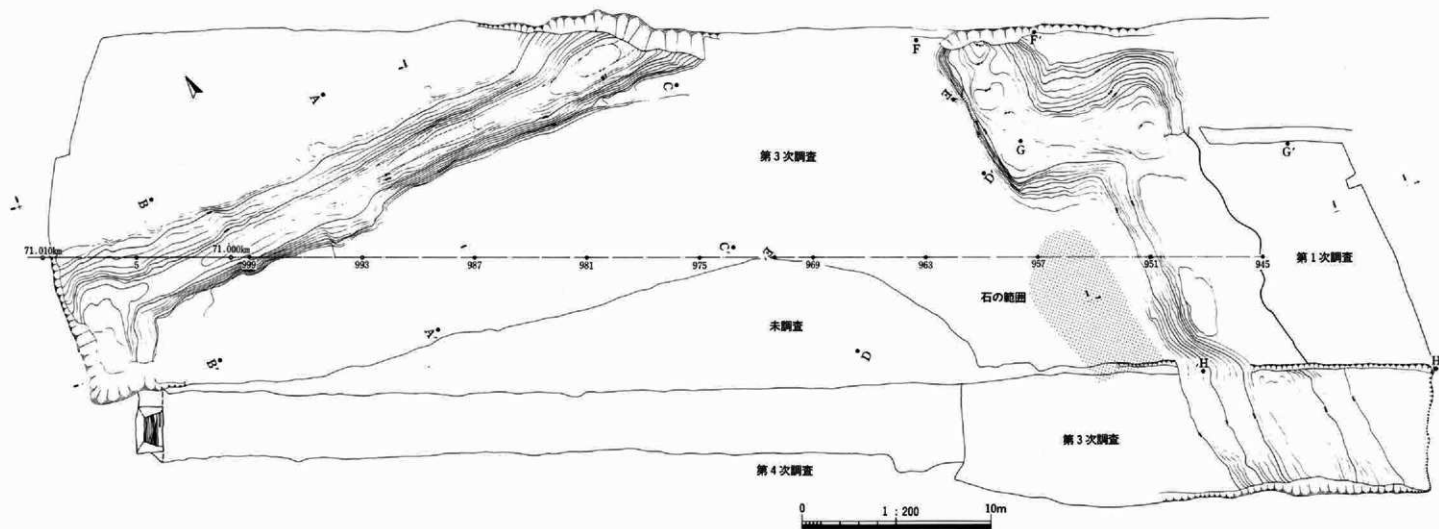 F
F'
A
C
E'
第3次調査
G
G'
D'
B
71.010km
71.000km
C'
E
5
999
993
987
981
975
969
963
957
951
945
第1次調査
石の範囲
未調査
A'
B'
D
H
H'
第3次調査
第4次調査
0
1:200
10m